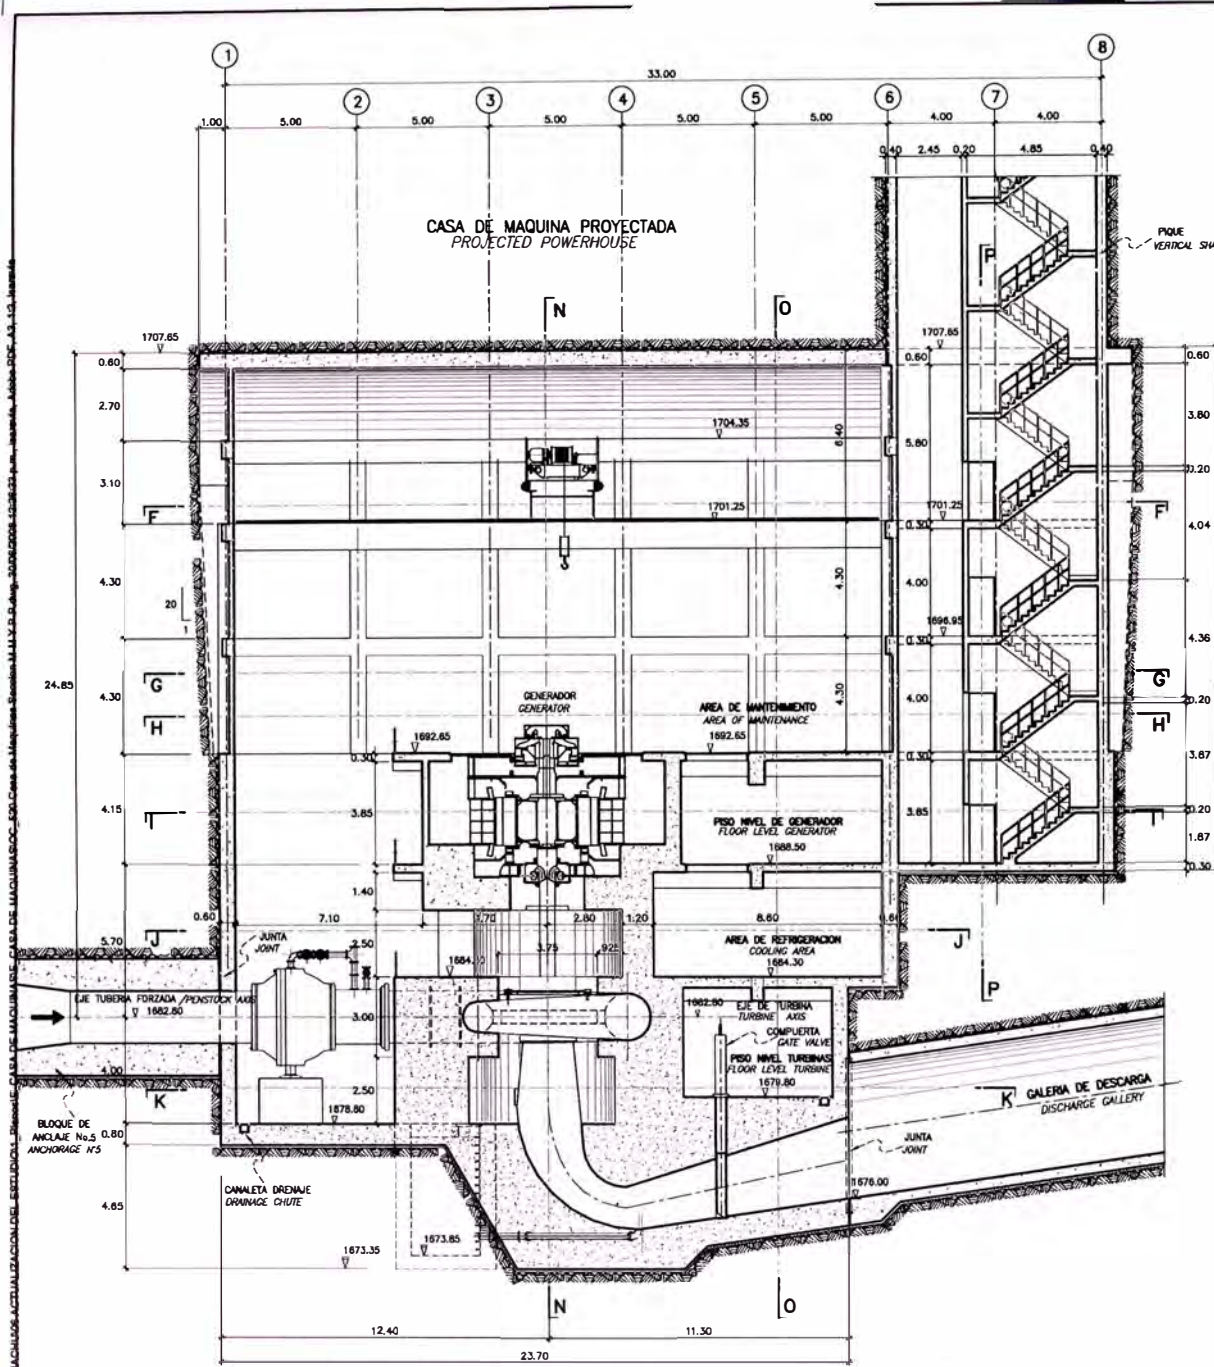 1
8
33.00
2
3
4
5
6
7
1.00
5.00
5.00
5.00
5.00
5.00
4.00
4.00
0.40
2.45
0.20
4.85
0.40
CASA DE MAQUINA PROYECTADA
PROJECTED POWERHOUSE
PIQUE
VERTICAL SHA
P
N
O
1707.65
1707.65
0.60
0.60
0.60
2.70
3.80
1704.35
6.40
5.80
3.10
0.20
F
1701.25
1701.25
F
0.30
4.04
4.30
4.30
4.00
20
1
1696.95
0.30
4.36
24.85
G
G
GENERADOR
GENERATOR
4.30
4.30
4.00
AREA DE MANTENIMIENTO
AREA OF MAINTENANCE
0.20
H
H
1692.65
1692.65
0.30
0.30
3.67
4.15
3.85
3.85
0.20
I
I
PISO NIVEL DE GENERADOR
FLOOR LEVEL GENERATOR
1688.50
1.87
0.30
1.40
0.60
7.10
1.70
2.80
1.20
8.60
0.60
J
J
JUNTA
JOINT
5.70
2.50
3.75
.925
AREA DE REFRIGERACION
COOLING AREA
1684.30
P
EJE TUBERIA FORZADA / PENSTOCK AXIS
1682.80
3.00
1682.80
EJE DE TURBINA
TURBINE AXIS
COMPUERTA
GATE VALVE
PISO NIVEL TURBINAS
FLOOR LEVEL TURBINE
1679.80
4.00
K
2.50
K
GALERIA DE DESCARGA
DISCHARGE GALLERY
1678.80
BLOQUE DE
ANCLAJE No.5
ANCHORAGE N°5
0.80
JUNTA
JOINT
CANALETA DRENAJE
DRAINAGE CHUTE
1676.00
4.65
1673.85
1673.35
N
O
12.40
11.30
23.70